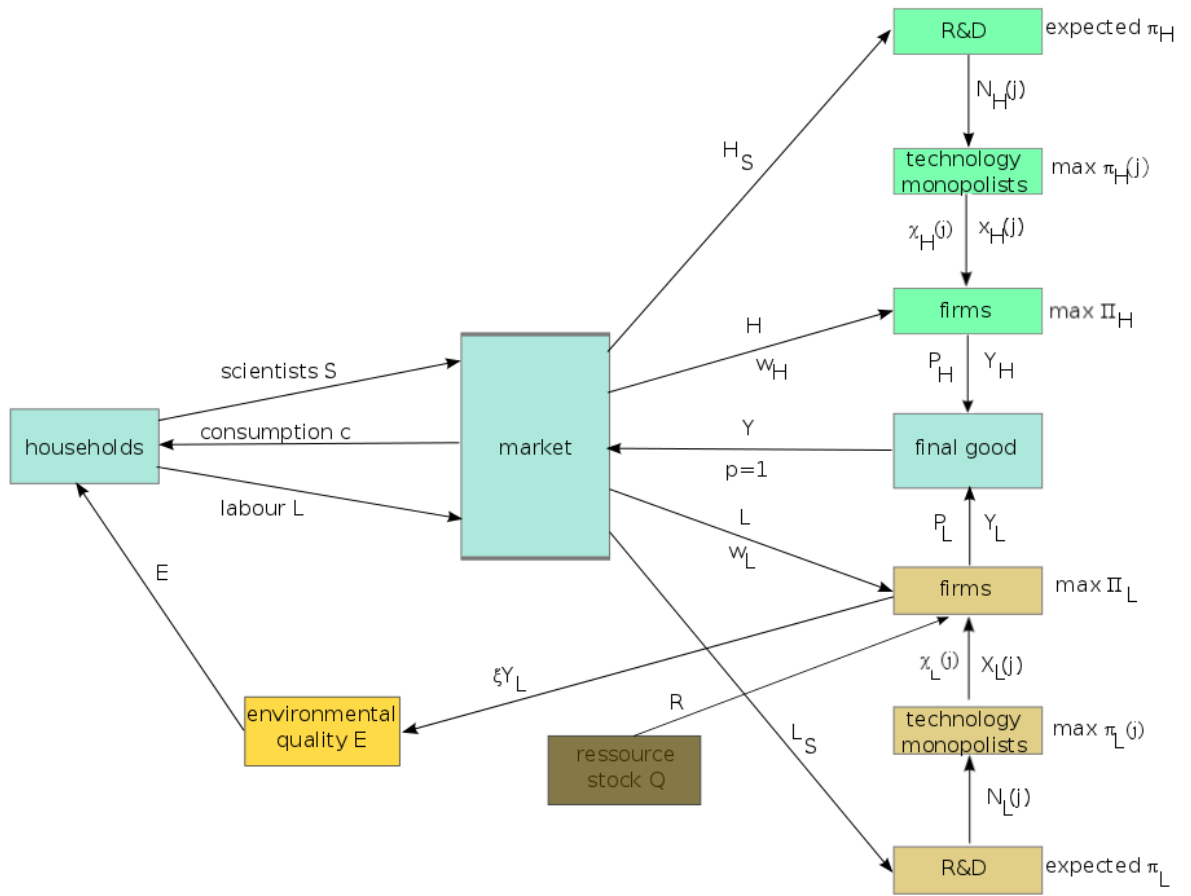 R&D
expected π_H
N_H(j)
H_S
technology
monopolists
max π_H(j)
χ_H(j)
x_H(j)
H
firms
max Π_H
w_H
P_H
Y_H
scientists S
consumption c
households
market
Y
final good
p=1
labour L
L
P_L
Y_L
w_L
E
firms
max Π_L
ξY_L
χ_L(j)
X_L(j)
R
environmental
quality E
technology
monopolists
max π_L(j)
L_S
ressource
stock Q
N_L(j)
R&D
expected π_L